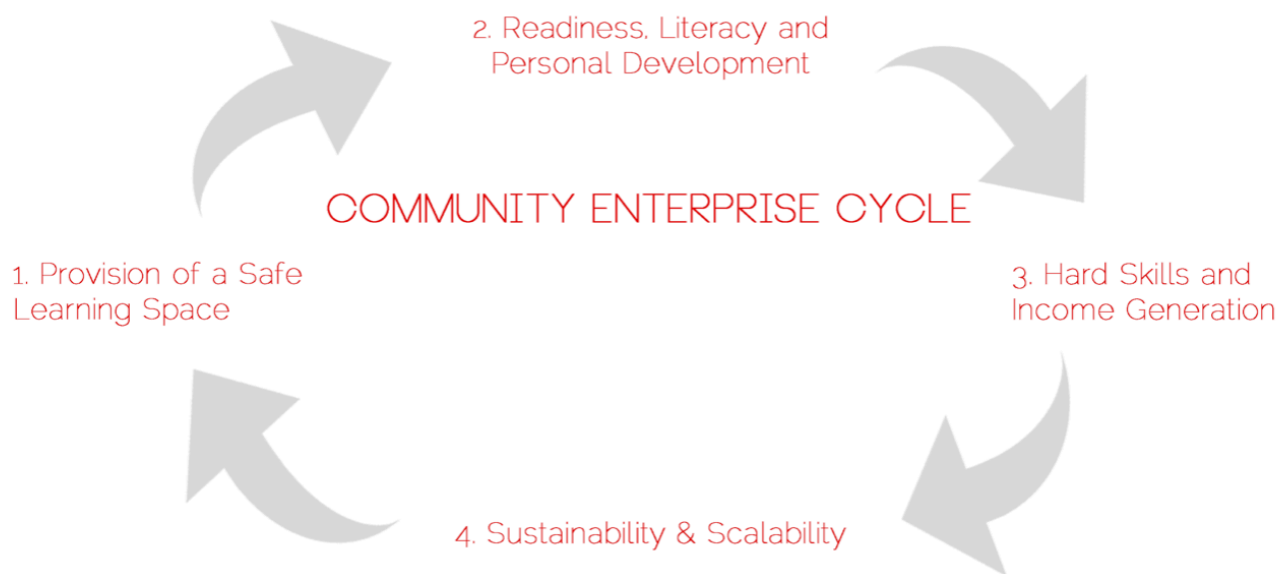 2. Readiness, Literacy and
Personal Development
COMMUNITY ENTERPRISE CYCLE
1. Provision of a Safe
Learning Space
3. Hard Skills and
Income Generation
4. Sustainability & Scalability